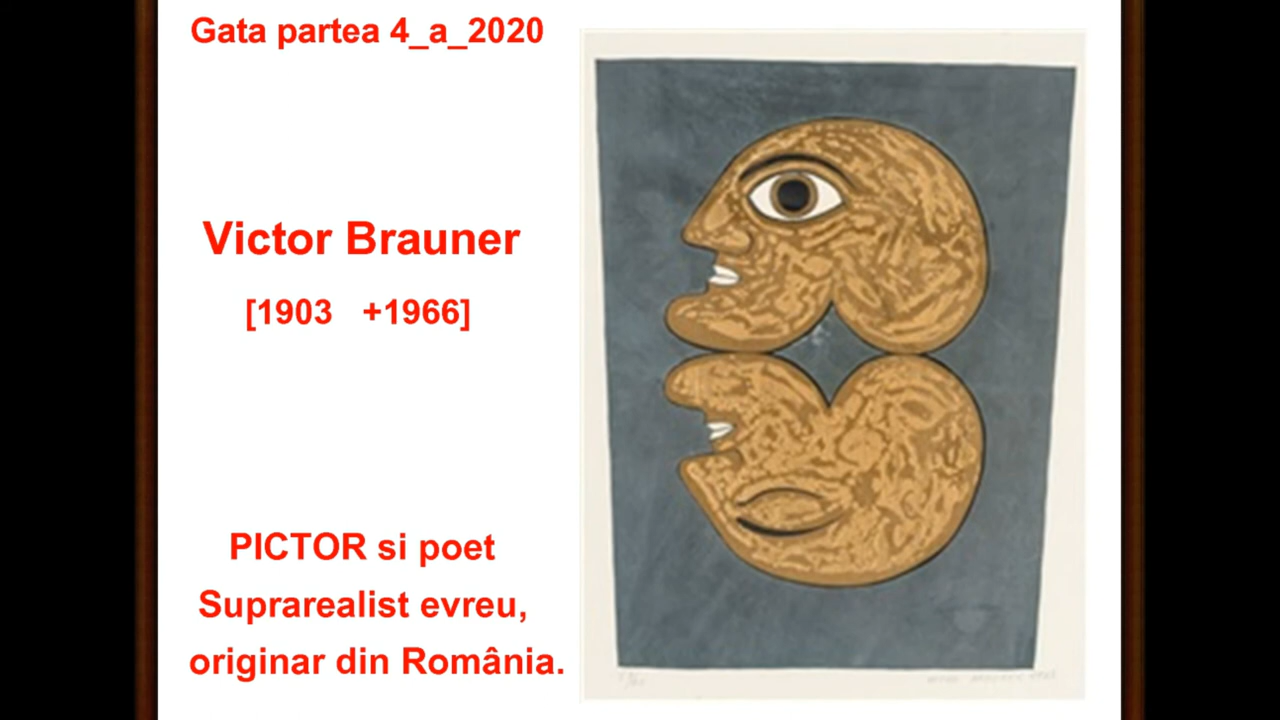 Gata partea 4_a_2020
Victor Brauner
[1903 +1966]
PICTOR si poet
Suprarealist evreu,
originar din România.